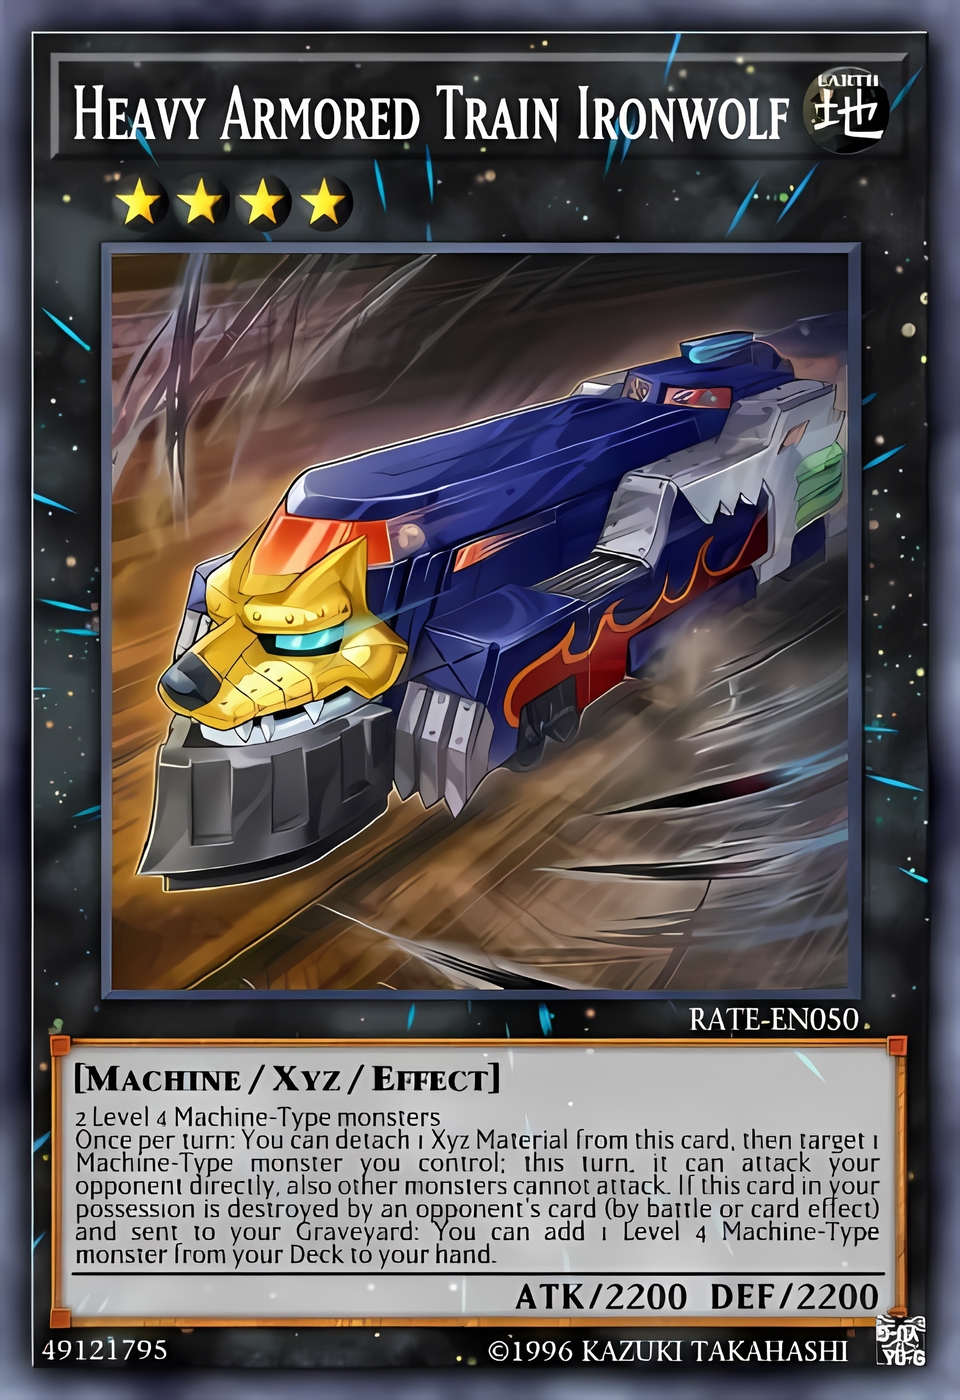 HEAVY ARMORED TRAIN IRONWOLF
EARTH
地
RATE-EN050
[MACHINE / XYZ / EFFECT]
2 Level 4 Machine-Type monsters
Once per turn: You can detach 1 Xyz Material from this card, then target 1
Machine-Type monster you control; this turn, it can attack your
opponent directly, also other monsters cannot attack. If this card in your
possession is destroyed by an opponent's card (by battle or card effect)
and sent to your Graveyard: You can add 1 Level 4 Machine-Type
monster from your Deck to your hand.
ATK/2200 DEF/2200
49121795
©1996 KAZUKI TAKAHASHI